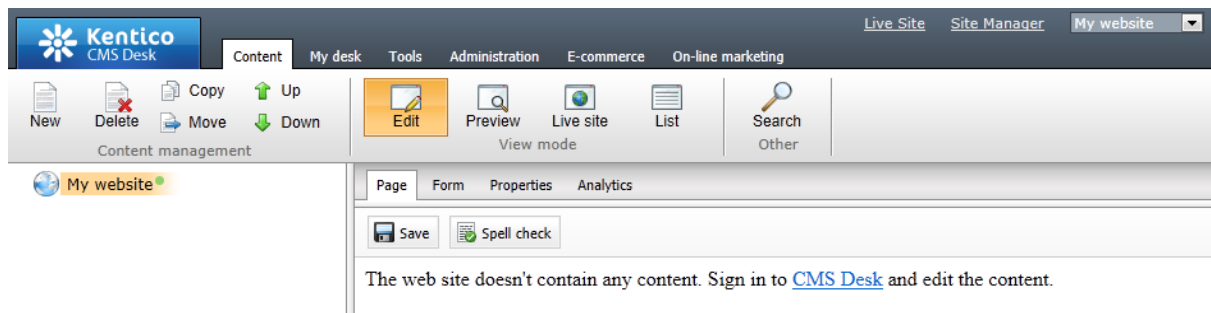 Kentico
CMS Desk
Live Site Site Manager My website
Content My desk Tools Administration E-commerce On-line marketing
New Delete Copy Move Up Down
Content management
Edit Preview Live site List
View mode
Search
Other
My website
Page Form Properties Analytics
Save Spell check
The web site doesn't contain any content. Sign in to CMS Desk and edit the content.